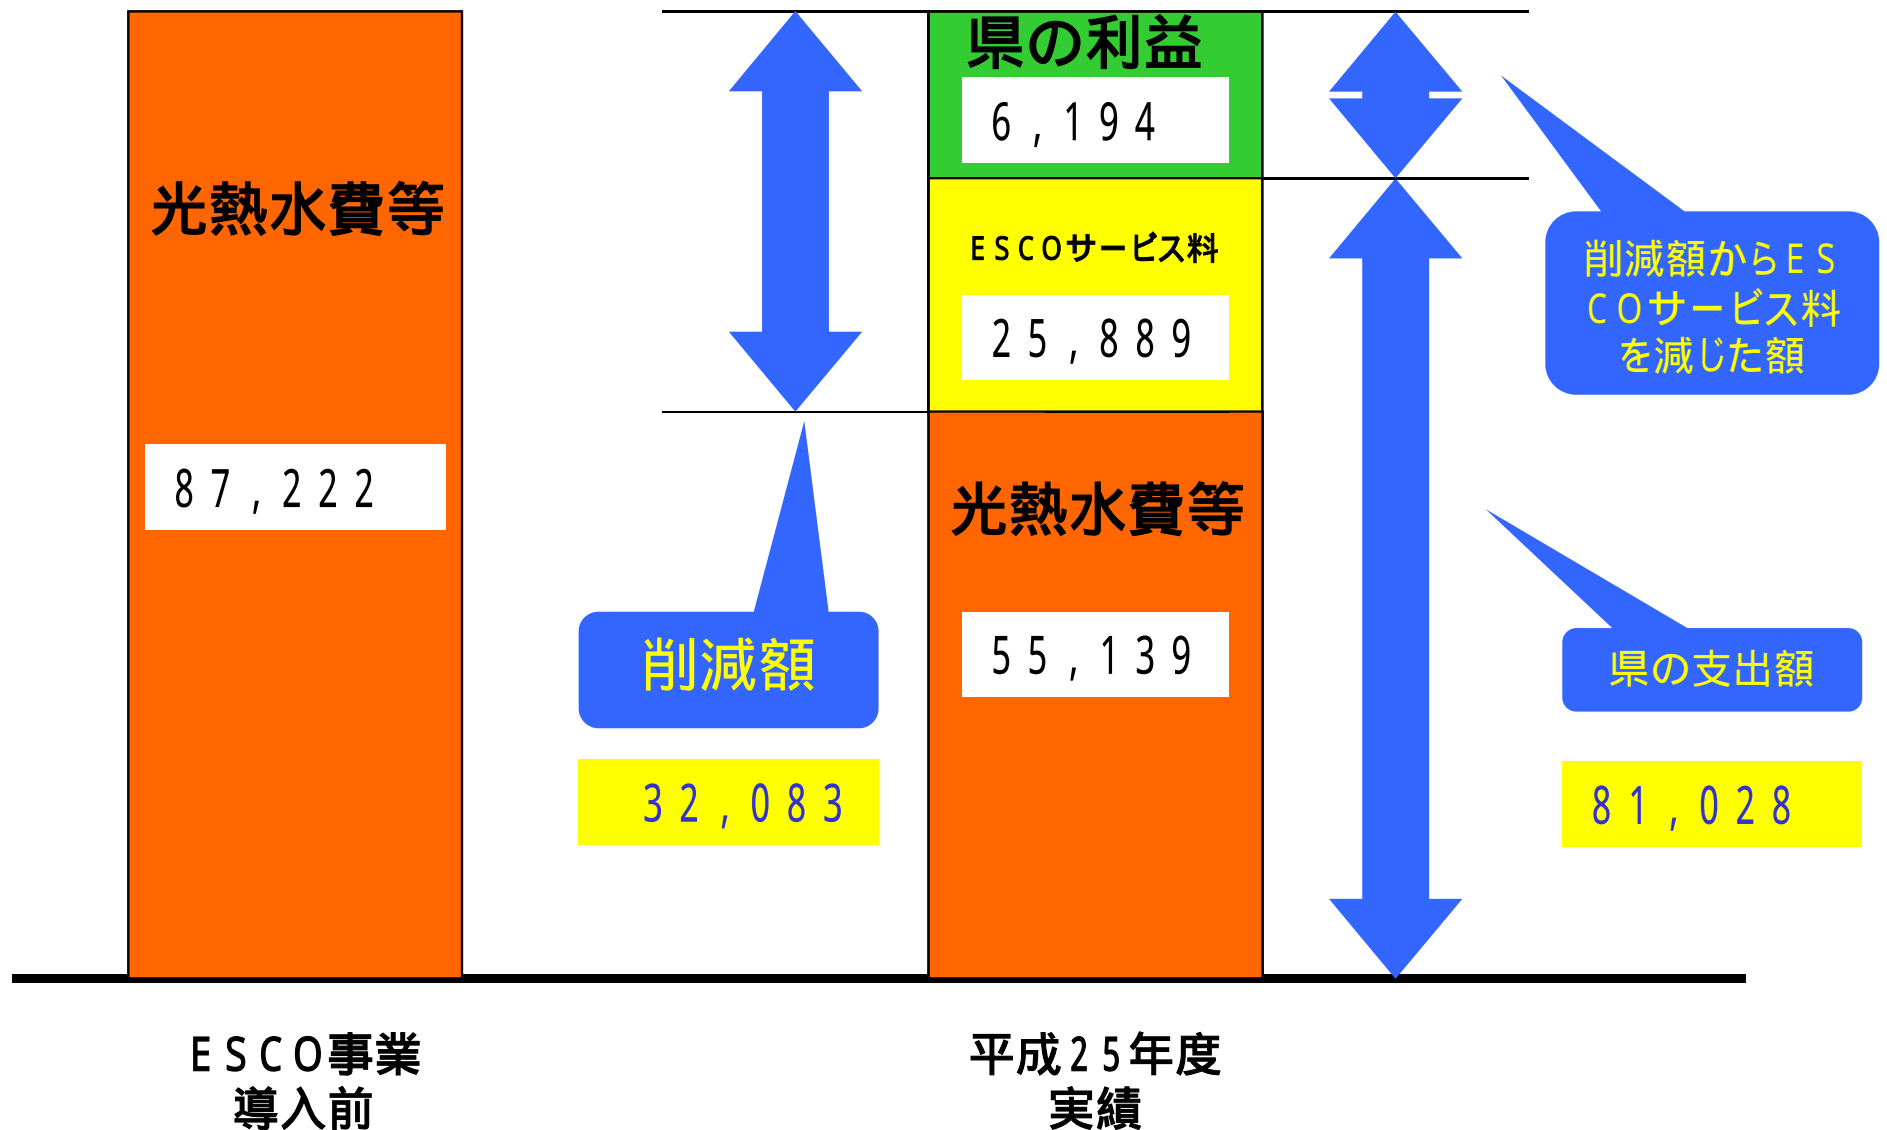 光熱水費等
８７,２２２
ＥＳＣＯ事業
導入前
削減額
３２,０８３
県の利益
６,１９４
ＥＳＣＯサービス料
２５,８８９
光熱水費等
５５,１３９
平成２５年度
実績
削減額からＥＳ
ＣＯサービス料
を減じた額
県の支出額
８１,０２８